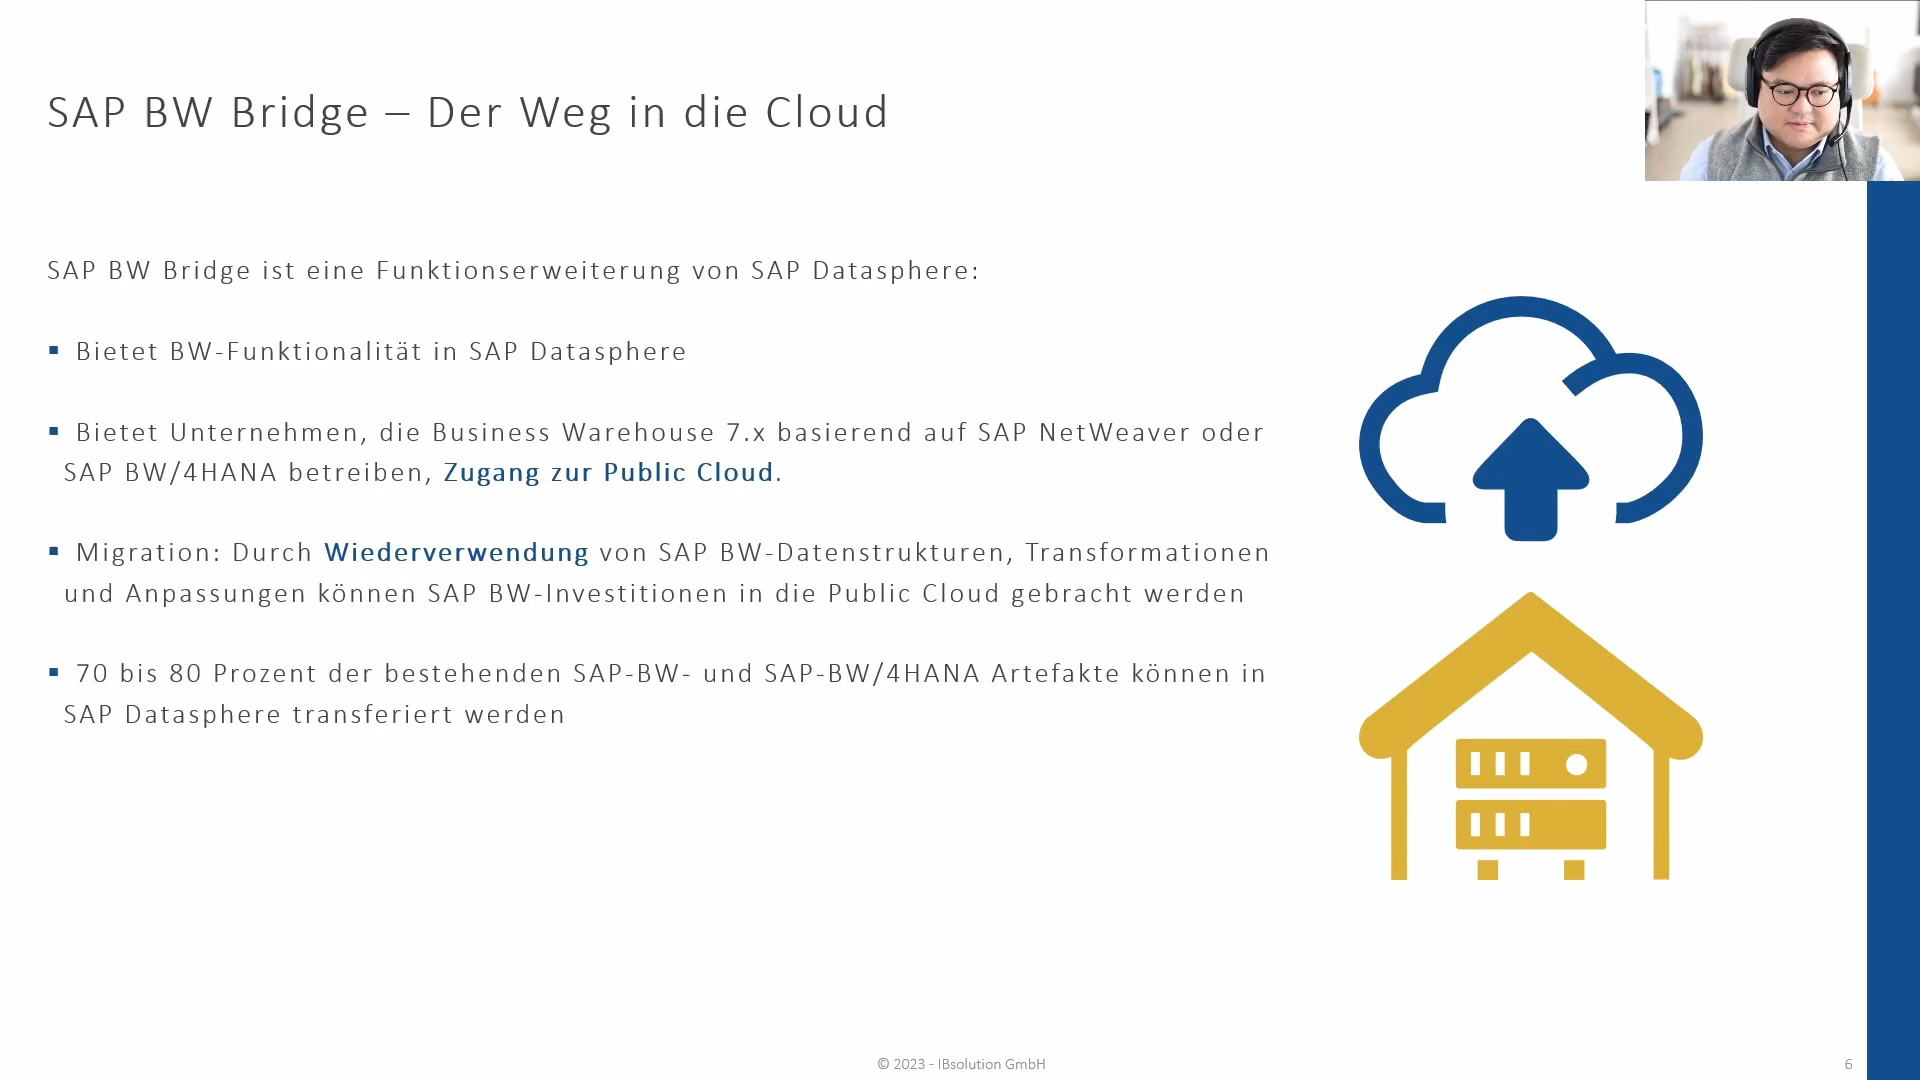 SAP BW Bridge – Der Weg in die Cloud
SAP BW Bridge ist eine Funktionserweiterung von SAP Datasphere:
▪ Bietet BW-Funktionalität in SAP Datasphere
▪ Bietet Unternehmen, die Business Warehouse 7.x basierend auf SAP NetWeaver oder
SAP BW/4HANA betreiben, Zugang zur Public Cloud.
▪ Migration: Durch Wiederverwendung von SAP BW-Datenstrukturen, Transformationen
und Anpassungen können SAP BW-Investitionen in die Public Cloud gebracht werden
▪ 70 bis 80 Prozent der bestehenden SAP-BW- und SAP-BW/4HANA Artefakte können in
SAP Datasphere transferiert werden
© 2023 - IBsolution GmbH
6